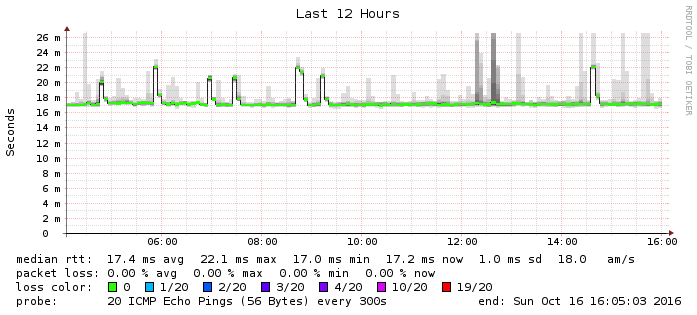 Last 12 Hours
RRDTOOL / TOBI OETIKER
Seconds
26 m
24 m
22 m
20 m
18 m
16 m
14 m
12 m
10 m
8 m
6 m
4 m
2 m
0
06:00 08:00 10:00 12:00 14:00 16:00
median rtt: 17.4 ms avg 22.1 ms max 17.0 ms min 17.2 ms now 1.0 ms sd 18.0 am/s
packet loss: 0.00 % avg 0.00 % max 0.00 % min 0.00 % now
loss color: 0 1/20 2/20 3/20 4/20 10/20 19/20
probe: 20 ICMP Echo Pings (56 Bytes) every 300s end: Sun Oct 16 16:05:03 2016